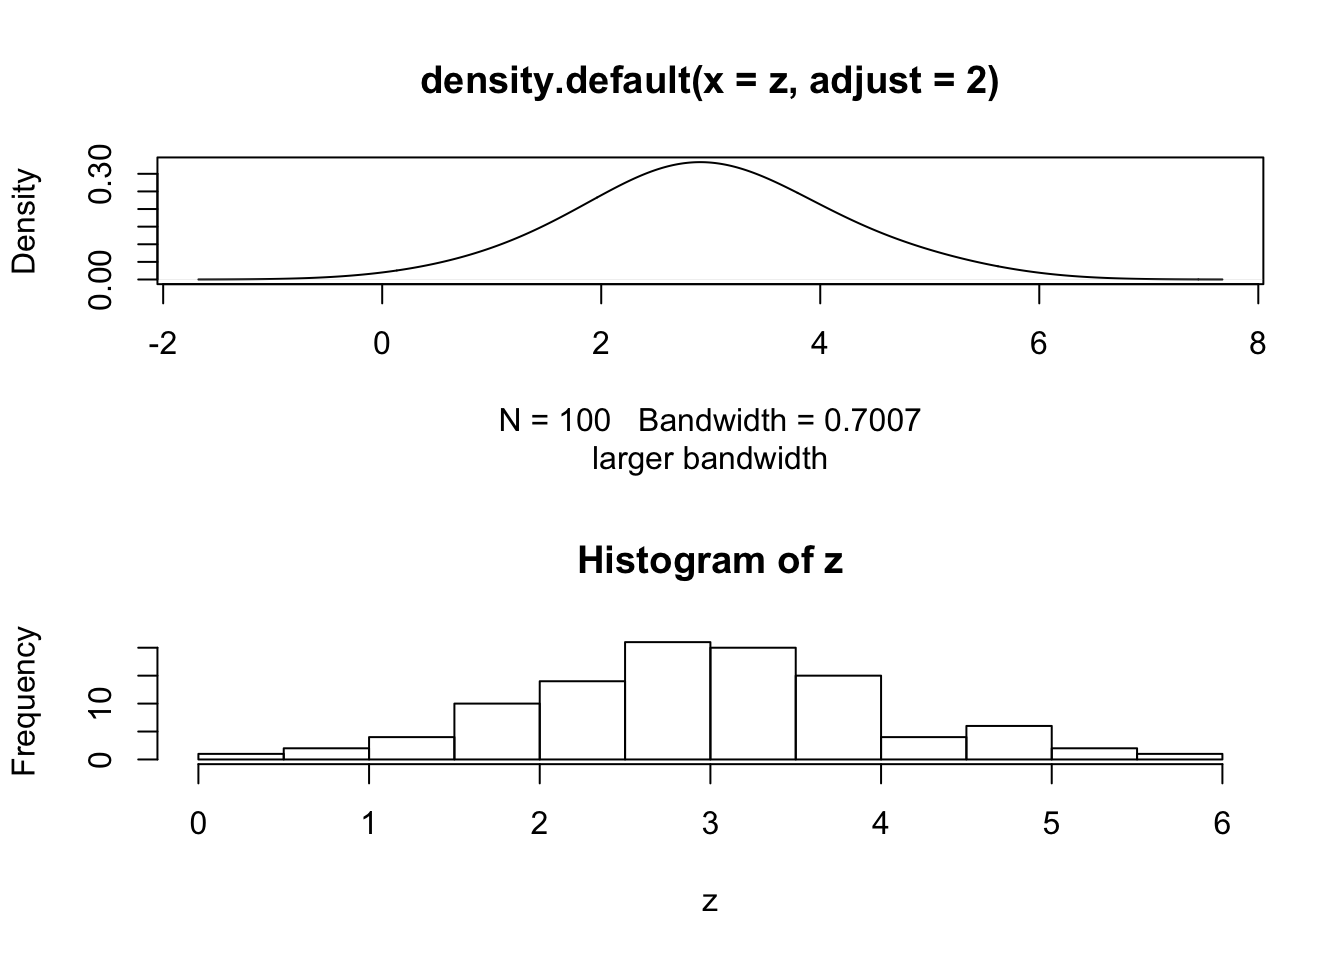 density.default(x = z, adjust = 2)
Density
0.30
0.00
-2 0 2 4 6 8
N = 100 Bandwidth = 0.7007
larger bandwidth
Histogram of z
Frequency
10
0
0 1 2 3 4 5 6
z